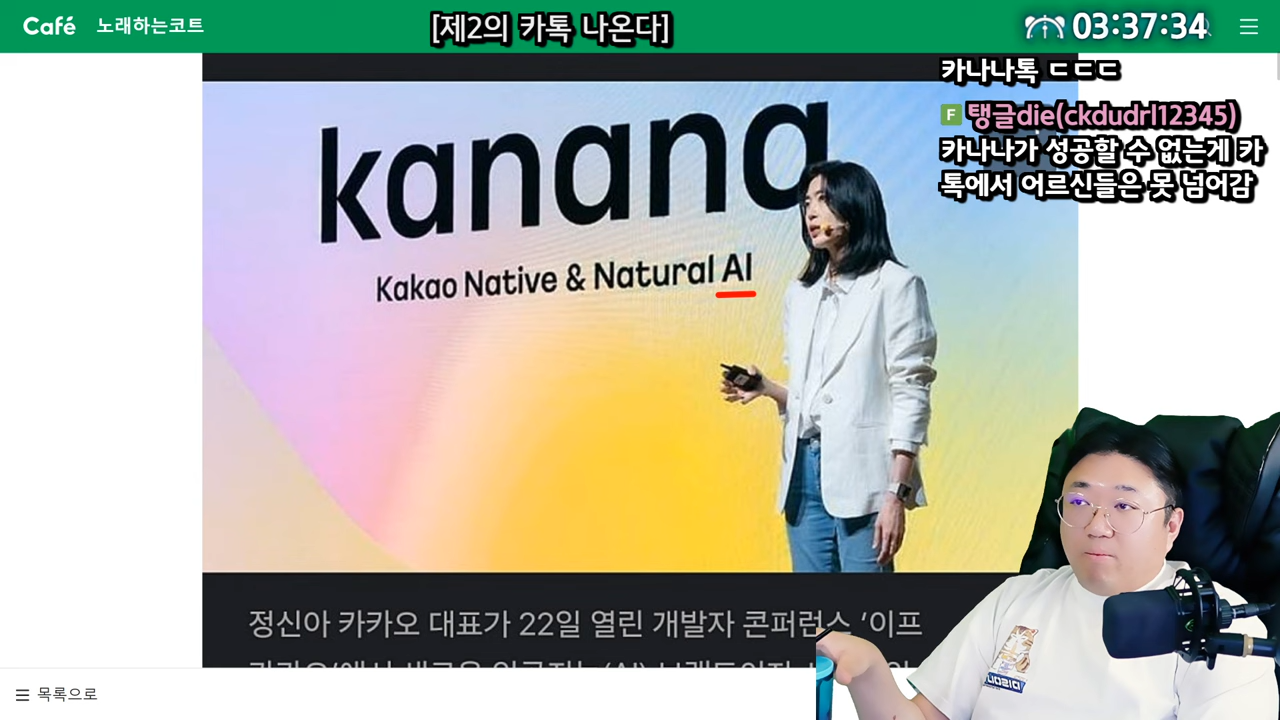 Café 노래하는코트
[제2의 카톡 나온다]
03:37:34
카나나톡 ㄷㄷㄷ
F 탱글die(ckdudrl12345)
카나나가 성공할 수 없는게 카
톡에서 어르신들은 못 넘어감
kanana
Kakao Native & Natural AI
정신아 카카오 대표가 22일 열린 개발자 콘퍼런스 ‘이프
목록으로